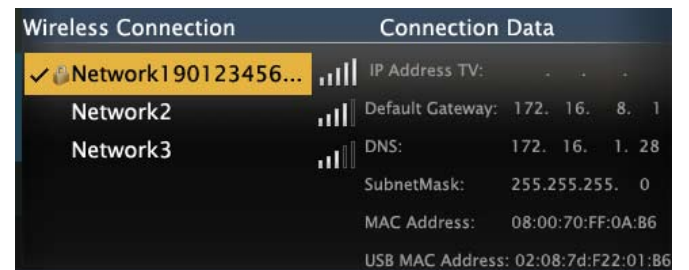 Wireless Connection
Connection Data
Network190123456...
Network2
Network3
IP Address TV: . . .
Default Gateway: 172. 16. 8. 1
DNS: 172. 16. 1. 28
SubnetMask: 255.255.255. 0
MAC Address: 08:00:70:FF:0A:B6
USB MAC Address: 02:08:7d:F22:01:B6